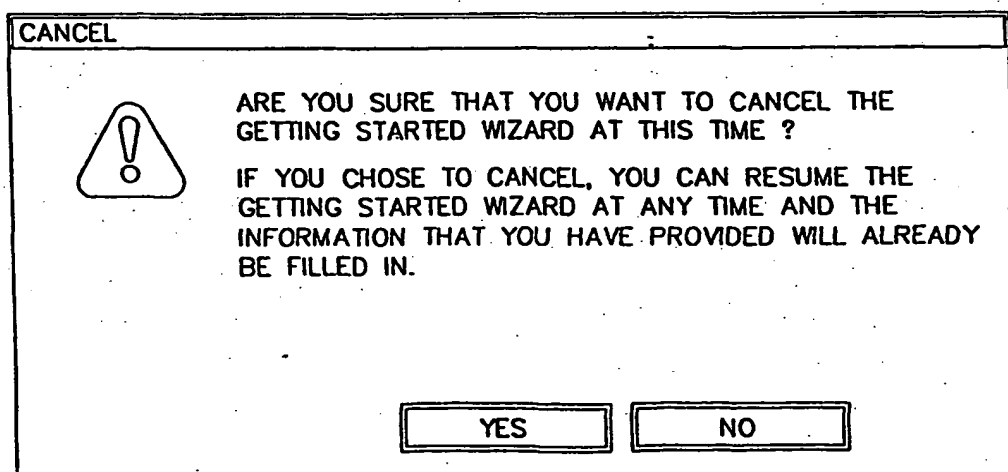 CANCEL
ARE YOU SURE THAT YOU WANT TO CANCEL THE
GETTING STARTED WIZARD AT THIS TIME ?
IF YOU CHOSE TO CANCEL, YOU CAN RESUME THE
GETTING STARTED WIZARD AT ANY TIME AND THE
INFORMATION THAT YOU HAVE PROVIDED WILL ALREADY
BE FILLED IN.
YES
NO